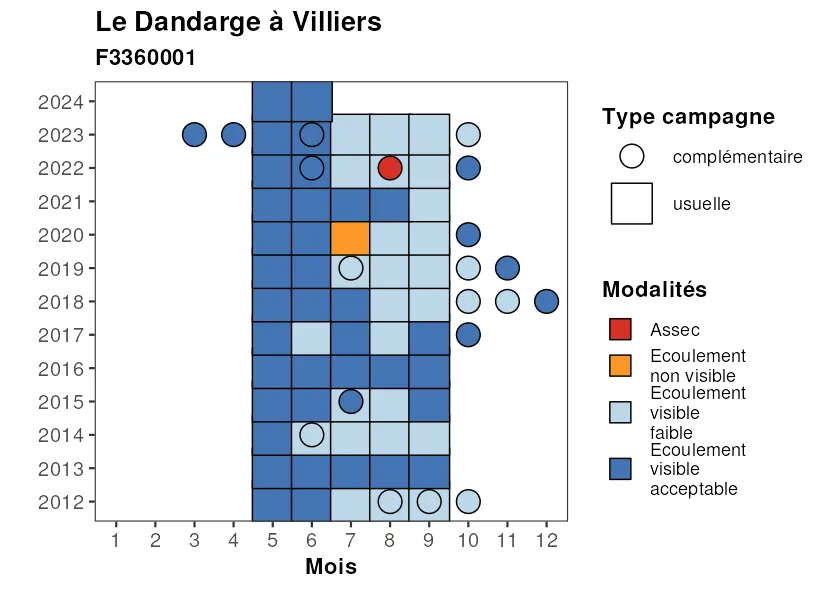 Le Dandarge à Villiers
F3360001
2024
2023
2022
2021
2020
2019
2018
2017
2016
2015
2014
2013
2012
1 2 3 4 5 6 7 8 9 10 11 12
Mois
Type campagne
complémentaire
usuelle
Modalités
Assec
Ecoulement
non visible
Ecoulement
visible
faible
Ecoulement
visible
acceptable